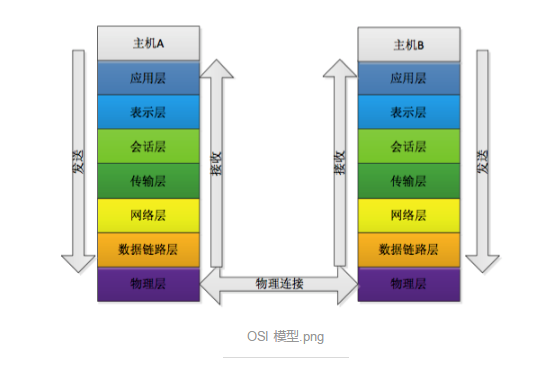 主机A
应用层
表示层
会话层
传输层
网络层
数据链路层
物理层
发送
接收
物理连接
主机B
应用层
表示层
会话层
传输层
网络层
数据链路层
物理层
接收
发送
OSI 模型.png